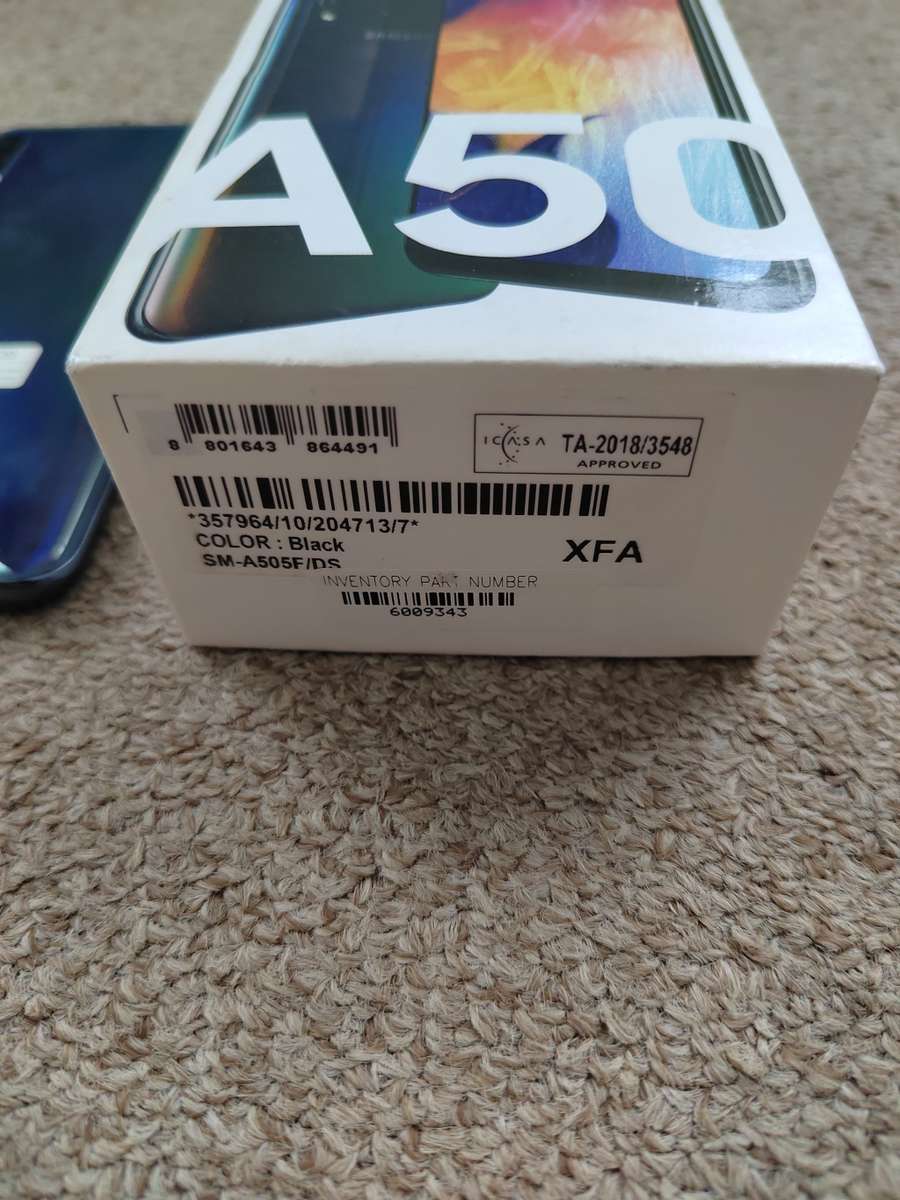 SAMSUNG
A50
8 801643 864491
ICASA TA-2018/3548
APPROVED
*357964/10/204713/7*
COLOR : Black
XFA
SM-A505F/DS
INVENTORY PART NUMBER
6009343